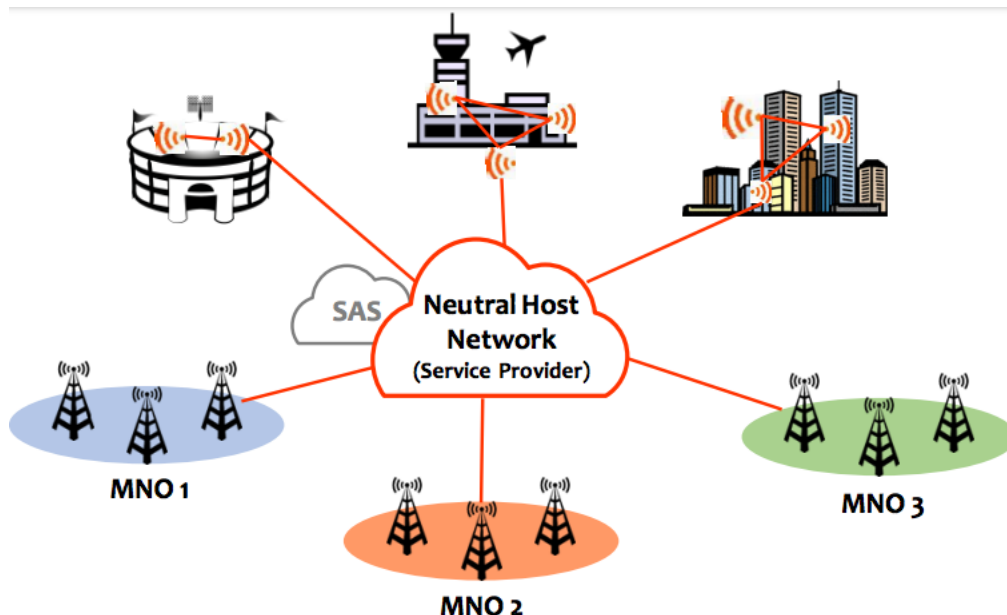 SAS
Neutral Host
Network
(Service Provider)
MNO 1
MNO 2
MNO 3